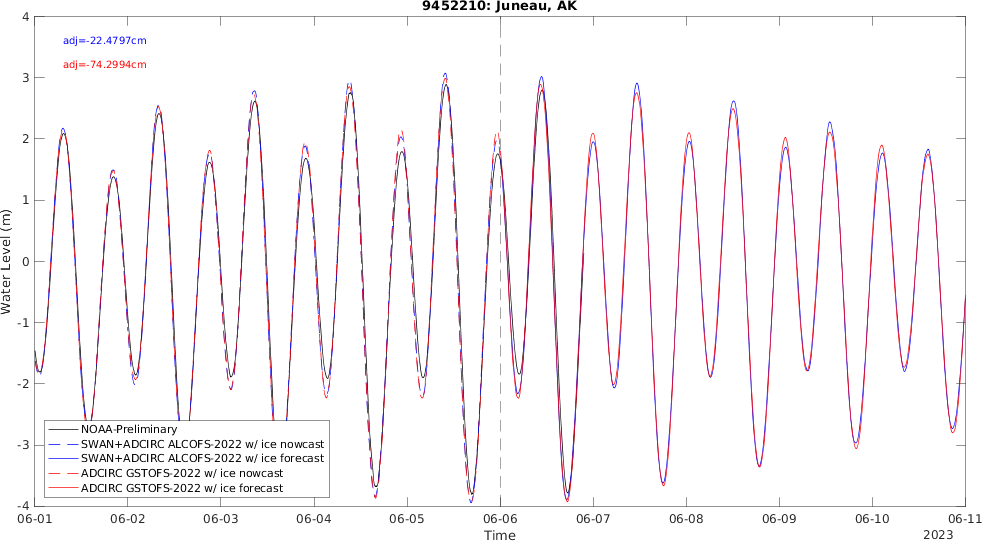 9452210: Juneau, AK
adj=-22.4797cm
adj=-74.2994cm
Water Level (m)
4
3
2
1
0
-1
-2
-3
-4
NOAA-Preliminary
SWAN+ADCIRC ALCOFS-2022 w/ ice nowcast
SWAN+ADCIRC ALCOFS-2022 w/ ice forecast
ADCIRC GSTOFS-2022 w/ ice nowcast
ADCIRC GSTOFS-2022 w/ ice forecast
06-01 06-02 06-03 06-04 06-05 06-06 06-07 06-08 06-09 06-10 06-11
Time
2023